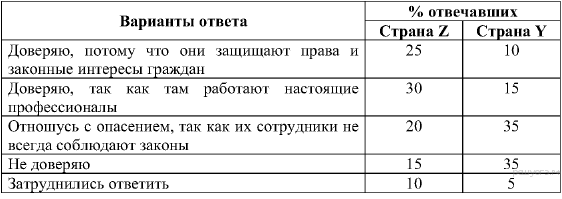 Варианты ответа
% отвечавших
Страна Z Страна Y
Доверяю, потому что они защищают права и
законные интересы граждан
25 10
Доверяю, так как там работают настоящие
профессионалы
30 15
Отношусь с опасением, так как их сотрудники не
всегда соблюдают законы
20 35
Не доверяю 15 35
Затруднились ответить 10 5